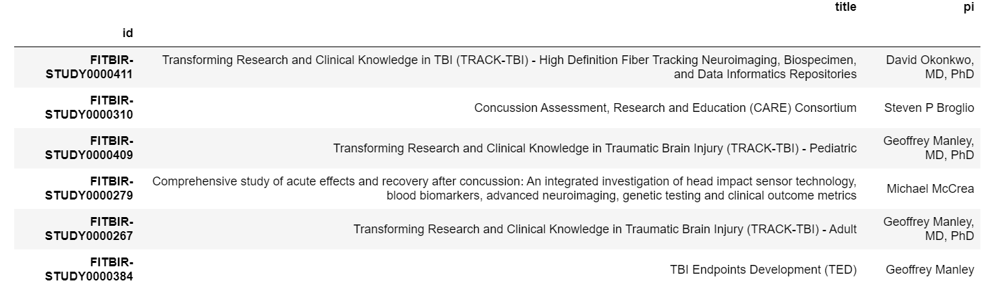 title pi
id
FITBIR-
STUDY0000411
Transforming Research and Clinical Knowledge in TBI (TRACK-TBI) - High Definition Fiber Tracking Neuroimaging, Biospecimen,
and Data Informatics Repositories
David Okonkwo,
MD, PhD
FITBIR-
STUDY0000310
Concussion Assessment, Research and Education (CARE) Consortium
Steven P Broglio
FITBIR-
STUDY0000409
Transforming Research and Clinical Knowledge in Traumatic Brain Injury (TRACK-TBI) - Pediatric
Geoffrey Manley,
MD, PhD
FITBIR-
STUDY0000279
Comprehensive study of acute effects and recovery after concussion: An integrated investigation of head impact sensor technology,
blood biomarkers, advanced neuroimaging, genetic testing and clinical outcome metrics
Michael McCrea
FITBIR-
STUDY0000267
Transforming Research and Clinical Knowledge in Traumatic Brain Injury (TRACK-TBI) - Adult
Geoffrey Manley,
MD, PhD
FITBIR-
STUDY0000384
TBI Endpoints Development (TED)
Geoffrey Manley